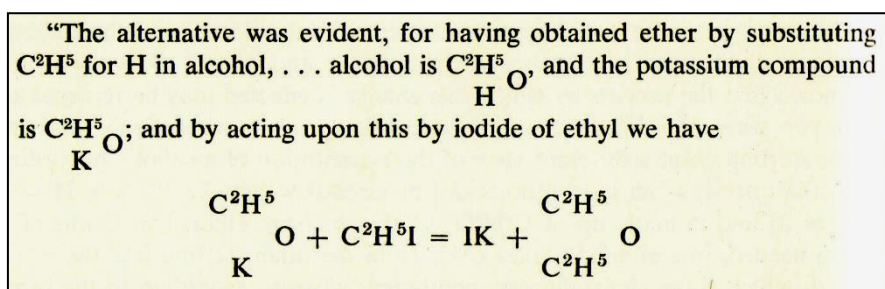 “The alternative was evident, for having obtained ether by substituting
C²H⁵ for H in alcohol, . . . alcohol is C²H⁵ O, and the potassium compound
H
is C²H⁵ O; and by acting upon this by iodide of ethyl we have
K
C²H⁵ C²H⁵
O + C²H⁵I = IK + O
K C²H⁵